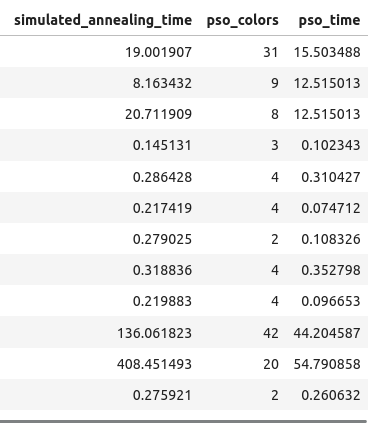 simulated_annealing_time pso_colors pso_time
19.001907 31 15.503488
8.163432 9 12.515013
20.711909 8 12.515013
0.145131 3 0.102343
0.286428 4 0.310427
0.217419 4 0.074712
0.279025 2 0.108326
0.318836 4 0.352798
0.219883 4 0.096653
136.061823 42 44.204587
408.451493 20 54.790858
0.275921 2 0.260632